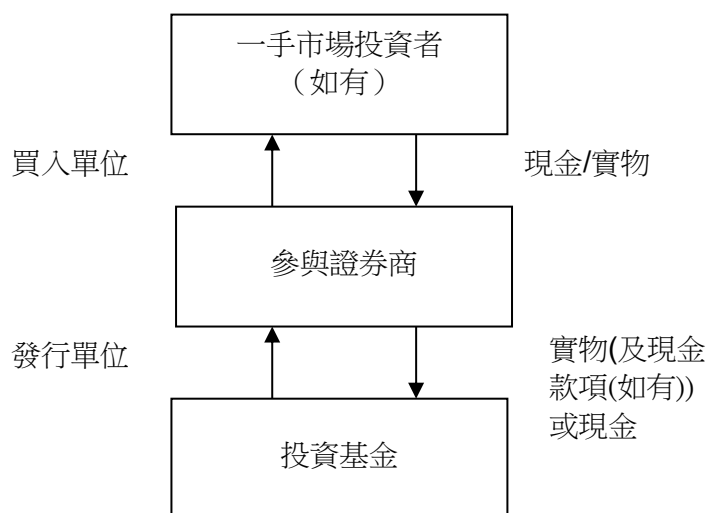 一手市場投資者
（如有）
買入單位
現金/實物
參與證券商
發行單位
實物(及現金
款項(如有))
或現金
投資基金